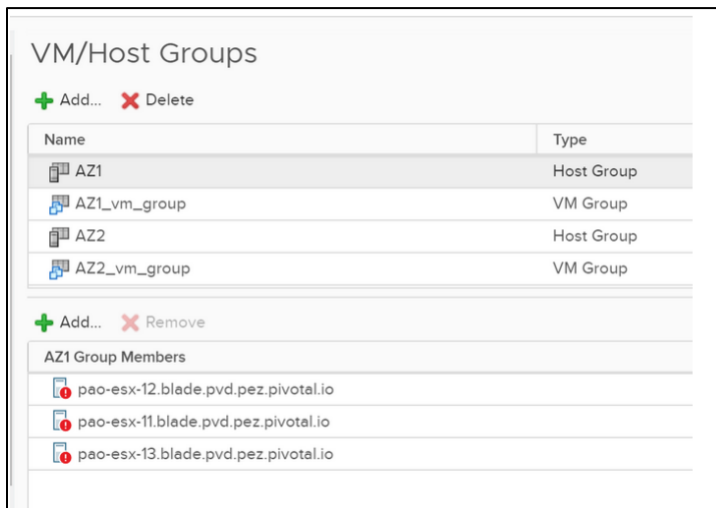 VM/Host Groups
Add... Delete
Name Type
AZ1 Host Group
AZ1_vm_group VM Group
AZ2 Host Group
AZ2_vm_group VM Group
Add... Remove
AZ1 Group Members
pao-esx-12.blade.pvd.pez.pivotal.io
pao-esx-11.blade.pvd.pez.pivotal.io
pao-esx-13.blade.pvd.pez.pivotal.io